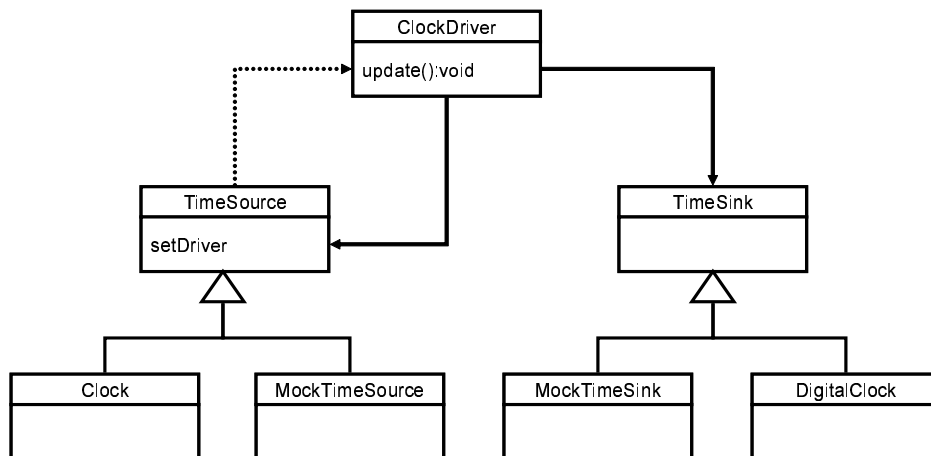 ClockDriver
update():void
TimeSource
setDriver
TimeSink
Clock
MockTimeSource
MockTimeSink
DigitalClock